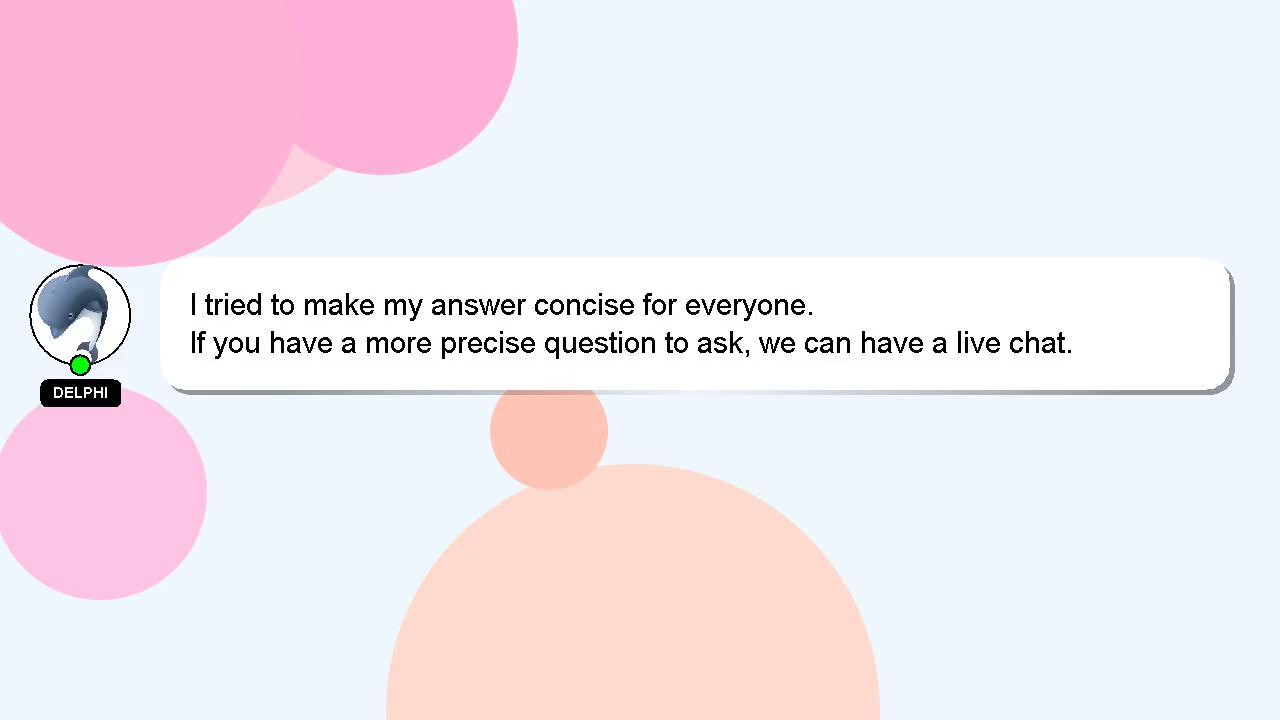 I tried to make my answer concise for everyone.
If you have a more precise question to ask, we can have a live chat.
DELPHI